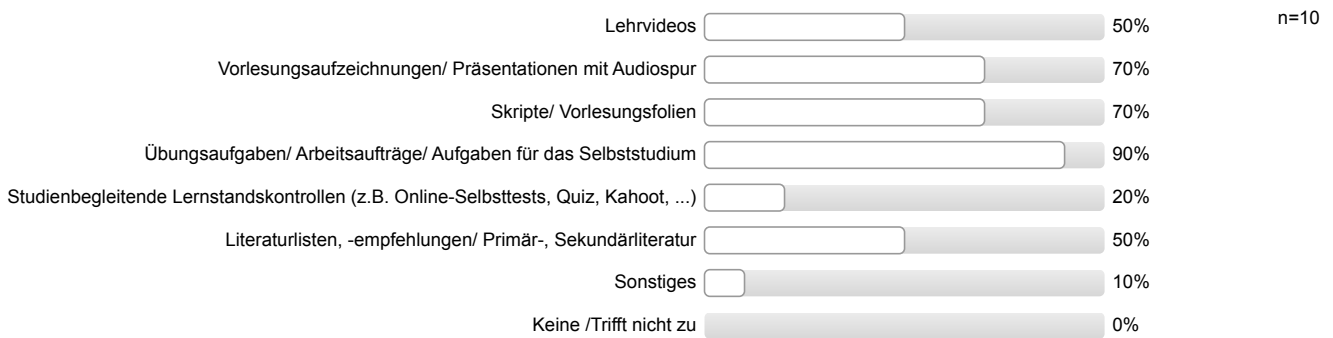 Lehrvideos 50% n=10
Vorlesungsaufzeichnungen/ Präsentationen mit Audiospur 70%
Skripte/ Vorlesungsfolien 70%
Übungsaufgaben/ Arbeitsaufträge/ Aufgaben für das Selbststudium 90%
Studienbegleitende Lernstandskontrollen (z.B. Online-Selbsttests, Quiz, Kahoot, ...) 20%
Literaturlisten, -empfehlungen/ Primär-, Sekundärliteratur 50%
Sonstiges 10%
Keine /Trifft nicht zu 0%